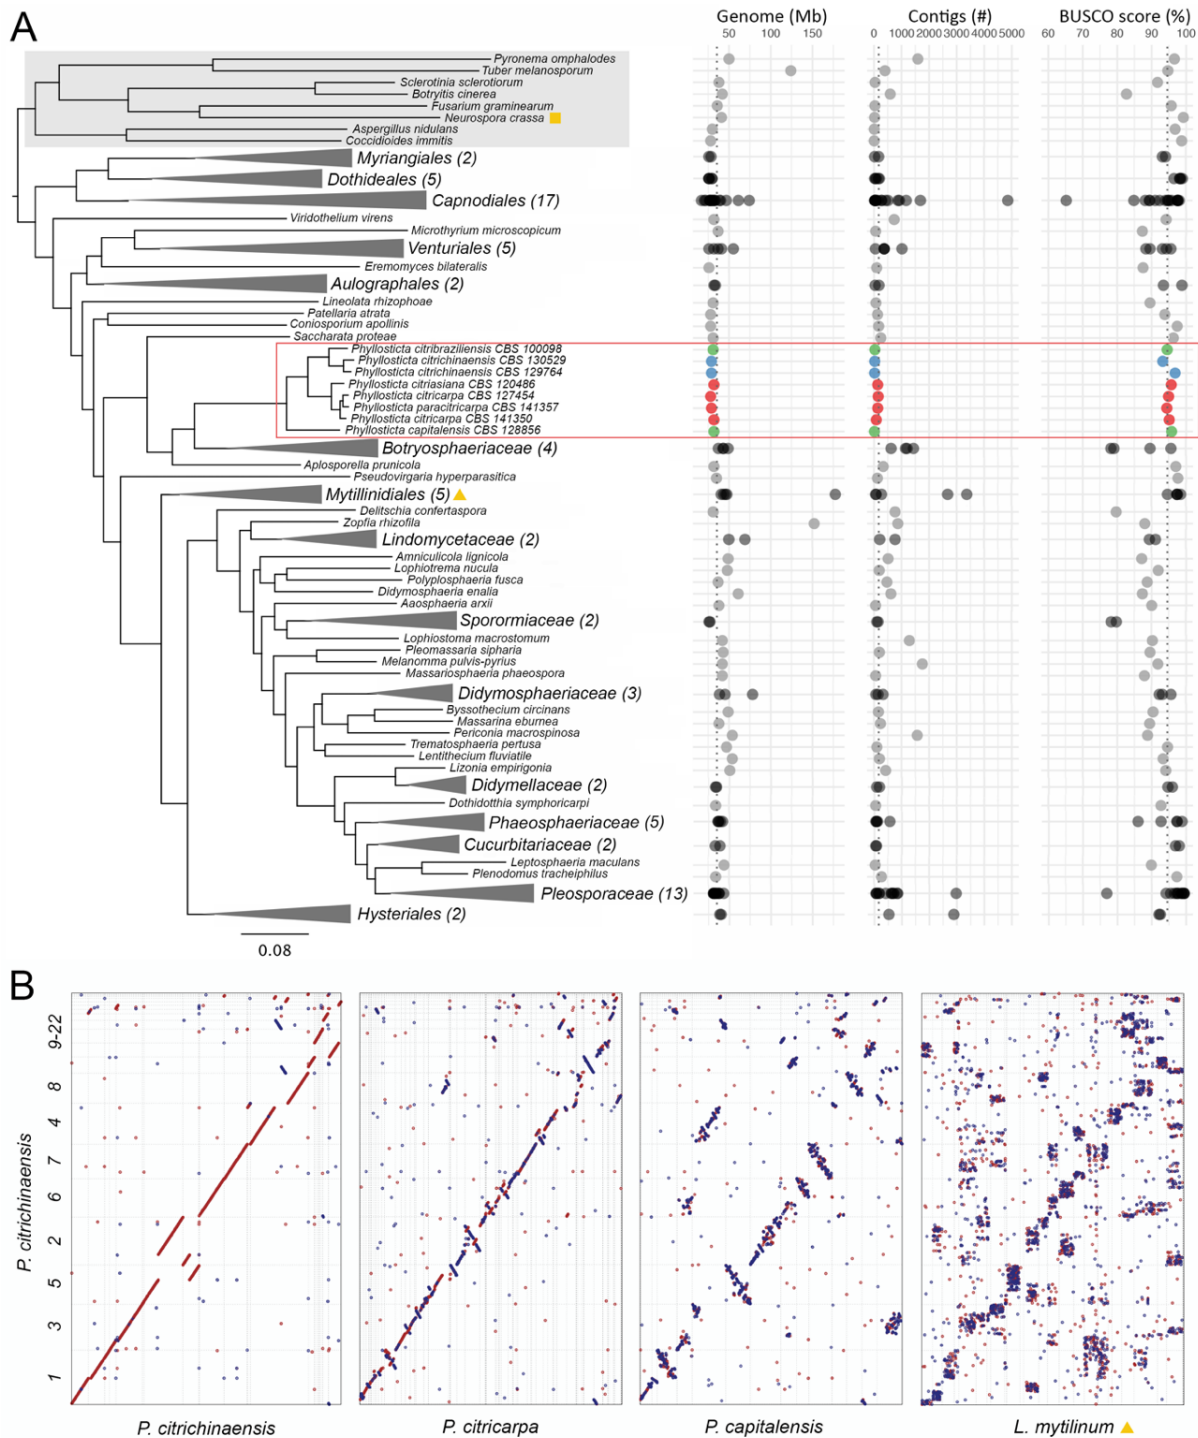 A
Genome (Mb)
Contigs (#)
BUSCO score (%)
50 100 150
0 1000 2000 3000 4000 5000
60 70 80 90 100
Pyronema omphalodes
Tuber melanosporum
Sclerotinia sclerotiorum
Botryitis cinerea
Fusarium graminearum
Neurospora crassa
Aspergillus nidulans
Coccidioides immitis
Myriangiales (2)
Dothideales (5)
Capnodiales (17)
Viridothelium virens
Microthyrium microscopicum
Venturiales (5)
Eremomyces bilateralis
Aulographales (2)
Lineolata rhizophoae
Patellaria atrata
Coniosporium apollinis
Saccharata proteae
Phyllosticta citribraziliensis CBS 100098
Phyllosticta citrichinaensis CBS 130529
Phyllosticta citrichinaensis CBS 129764
Phyllosticta citriasiana CBS 120486
Phyllosticta citricarpa CBS 127454
Phyllosticta paracitricarpa CBS 141357
Phyllosticta citricarpa CBS 141350
Phyllosticta capitalensis CBS 128856
Botryosphaeriaceae (4)
Aplosporella prunicola
Pseudovirgaria hyperparasitica
Mytillinidiales (5)
Delitschia confertaspora
Zopfia rhizofila
Lindomycetaceae (2)
Amniculicola lignicola
Lophiotrema nucula
Polyplosphaeria fusca
Didymosphaeria enalia
Aaosphaeria arxii
Sporormiaceae (2)
Lophiostoma macrostomum
Pleomassaria sipharia
Melanomma pulvis-pyrius
Massariosphaeria phaeospora
Didymosphaeriaceae (3)
Byssothecium circinans
Massarina eburnea
Periconia macrospinosa
Trematosphaeria pertusa
Lentithecium fluviatile
Lizonia empirigonia
Didymellaceae (2)
Dothidotthia symphoricarpi
Phaeosphaeriaceae (5)
Cucurbitariaceae (2)
Leptosphaeria maculans
Plenodomus tracheiphilus
Pleosporaceae (13)
Hysteriales (2)
0.08
B
P. citrichinaensis
9-22
8
4
7
6
2
5
3
1
P. citrichinaensis
P. citricarpa
P. capitalensis
L. mytilinum